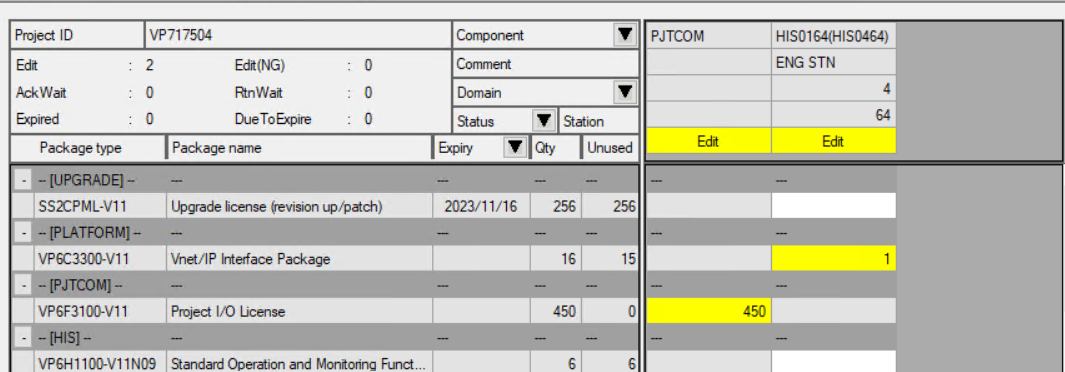 Project ID VP717504 Component PJTCOM HIS0164(HIS0464)
Edit : 2 Edit(NG) : 0 Comment ENG STN
Ack Wait : 0 Rtn Wait : 0 Domain 4
Expired : 0 DueToExpire : 0 Status Station 64
Package type Package name Expiry Qty Unused Edit Edit
- -- [UPGRADE] -- --- --- --- --- --- ---
SS2CPML-V11 Upgrade license (revision up/patch) 2023/11/16 256 256
- -- [PLATFORM] -- --- --- --- --- --- ---
VP6C3300-V11 Vnet/IP Interface Package 16 15 1
- -- [PJTCOM] -- --- --- --- --- --- ---
VP6F3100-V11 Project I/O License 450 0 450
- -- [HIS] -- --- --- --- --- --- ---
VP6H1100-V11N09 Standard Operation and Monitoring Funct... 6 6